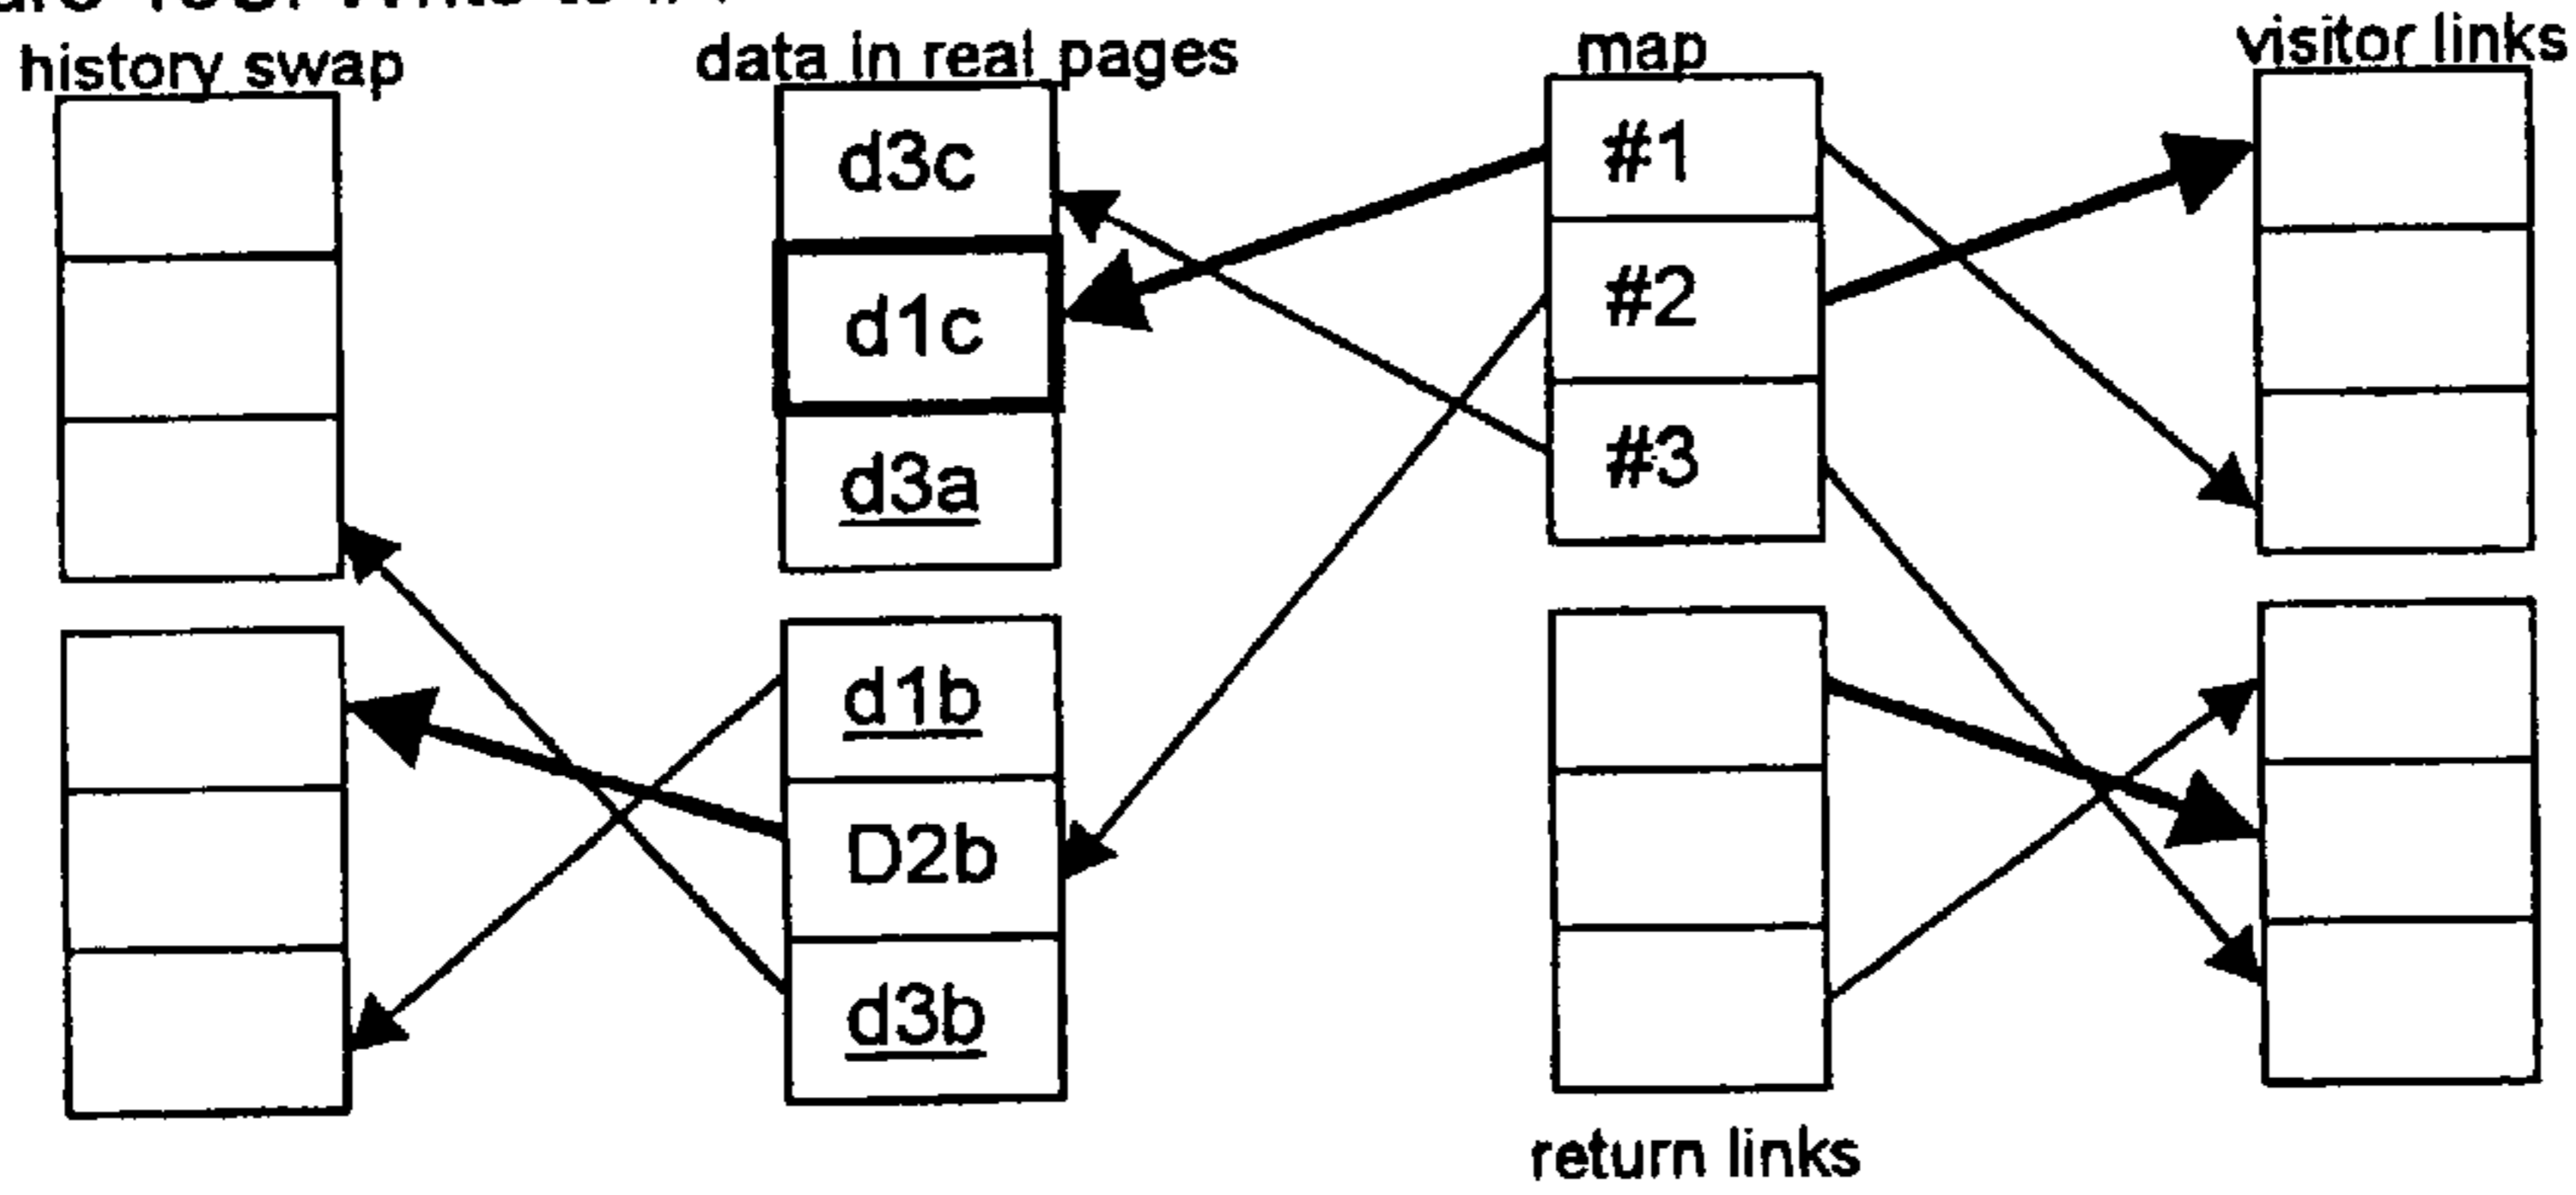 history swap
data in real pages
map
visitor links
d3c
d1c
d3a
d1b
D2b
d3b
#1
#2
#3
return links